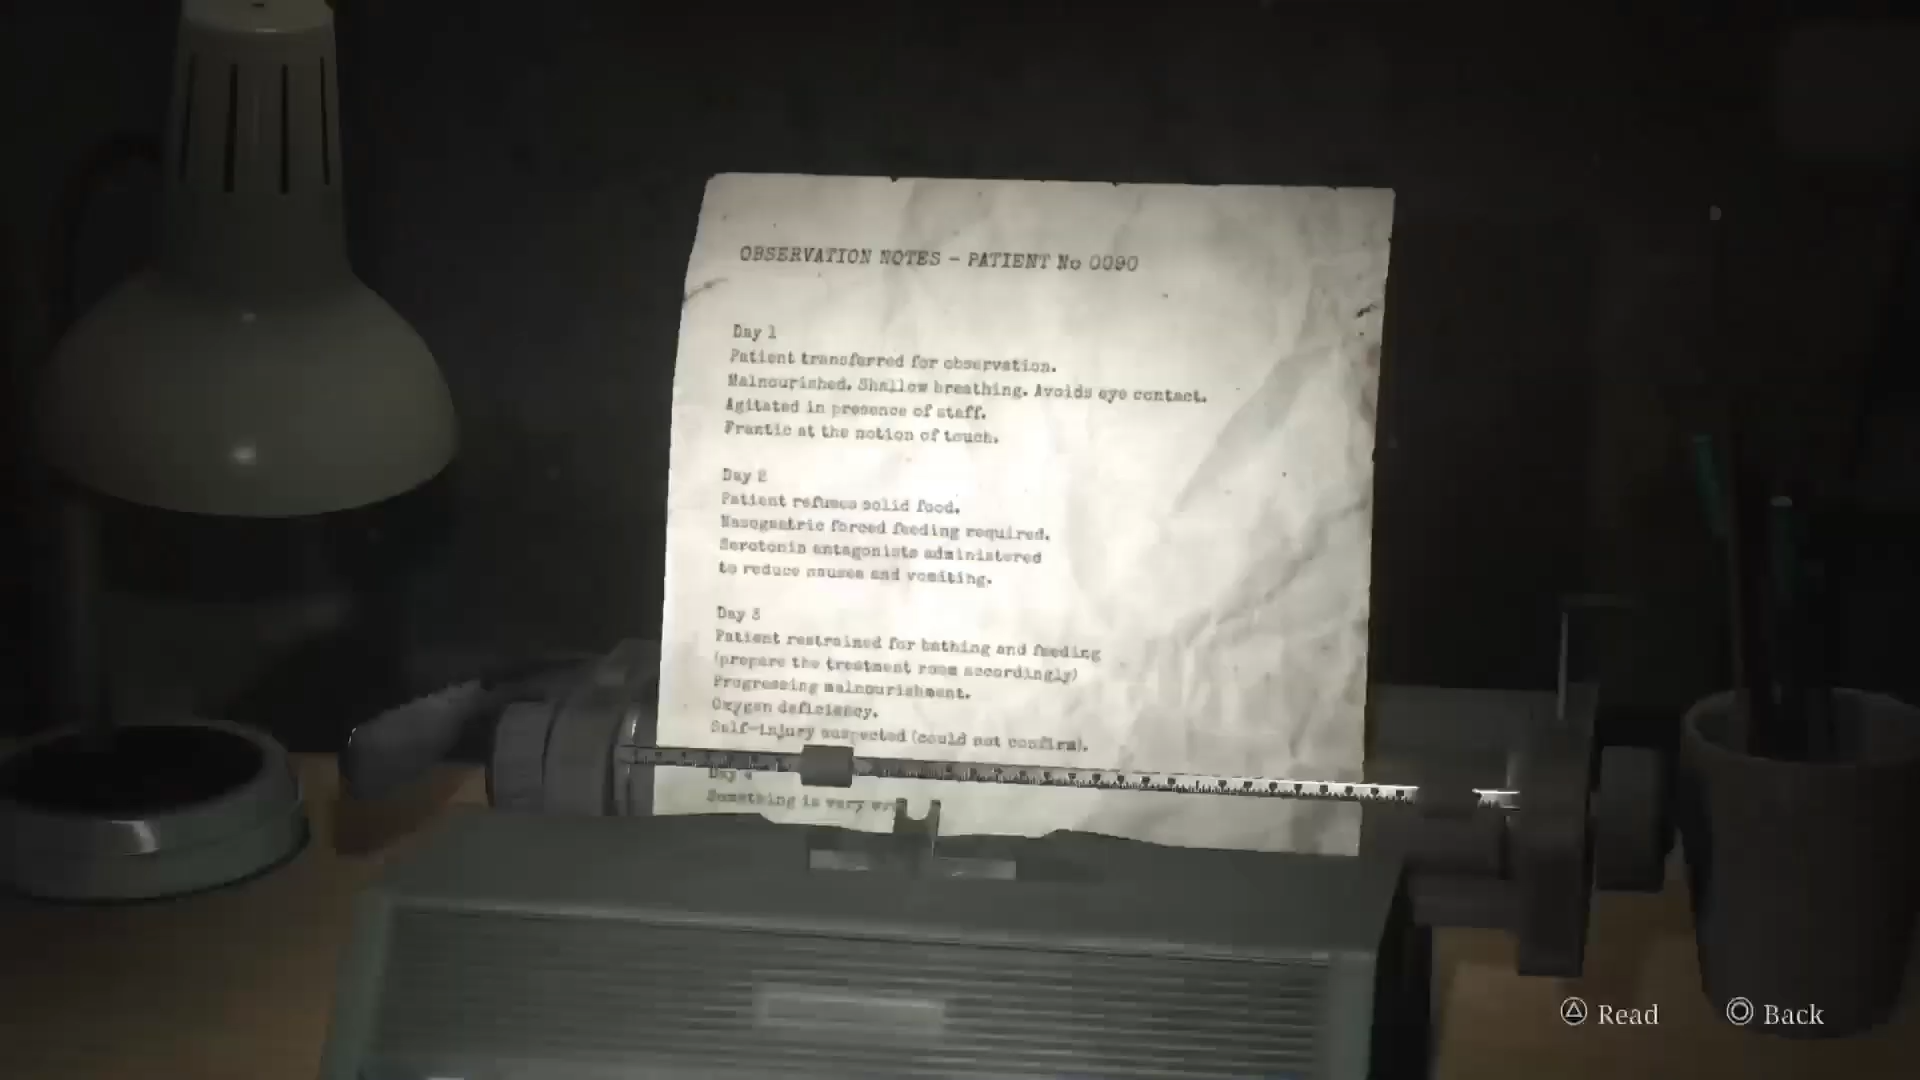 OBSERVATION NOTES - PATIENT No 0090
Day 1
Patient transferred for observation.
Malnourished. Shallow breathing. Avoids eye contact.
Agitated in presence of staff.
Frantic at the notion of touch.
Day 2
Patient refuses solid food.
Nasogastric forced feeding required.
Serotonin antagonists administered
to reduce nausea and vomiting.
Day 3
Patient restrained for bathing and feeding
(prepare the treatment room accordingly)
Progressing malnourishment.
Oxygen deficiency.
Self-injury suspected (could not confirm).
Day 4
Something is very
Read
Back